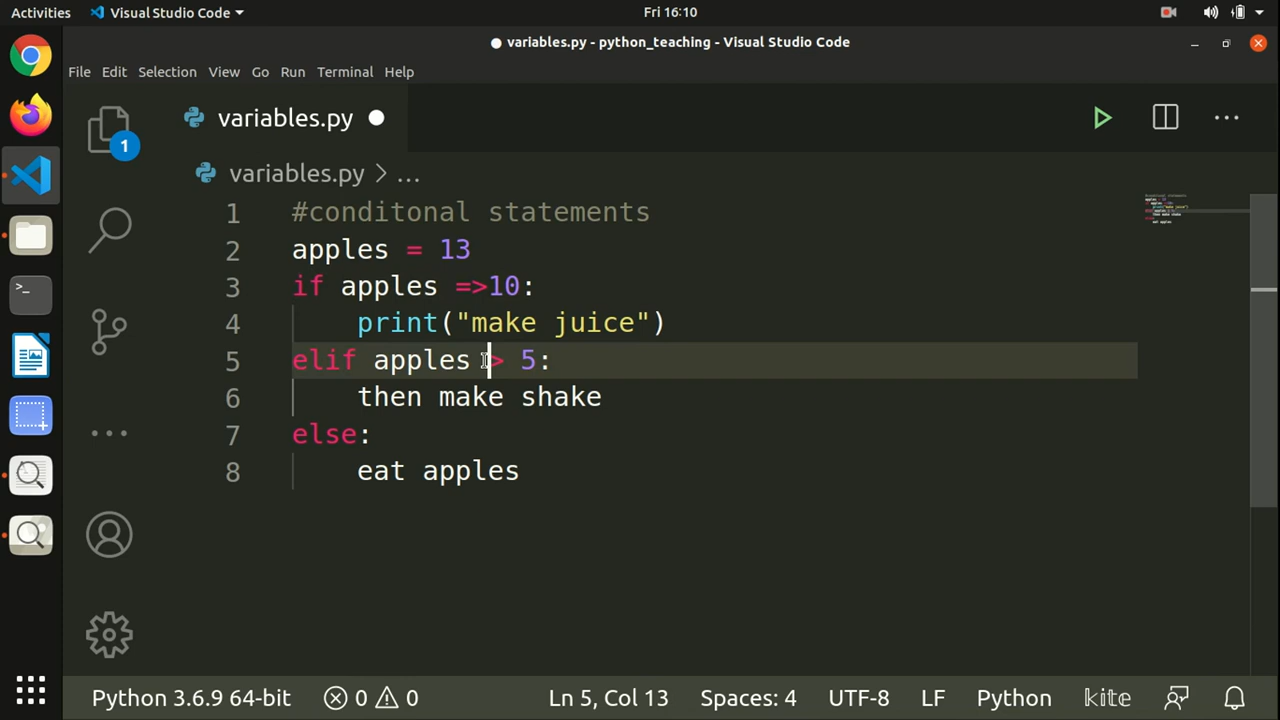 Activities Visual Studio Code Fri 16:10
variables.py - python_teaching - Visual Studio Code
File Edit Selection View Go Run Terminal Help
variables.py
variables.py > ...
1 #conditonal statements
2 apples = 13
3 if apples =>10:
4 print("make juice")
5 elif apples > 5:
6 then make shake
7 else:
8 eat apples
1
Python 3.6.9 64-bit 0 0 Ln 5, Col 13 Spaces: 4 UTF-8 LF Python kite